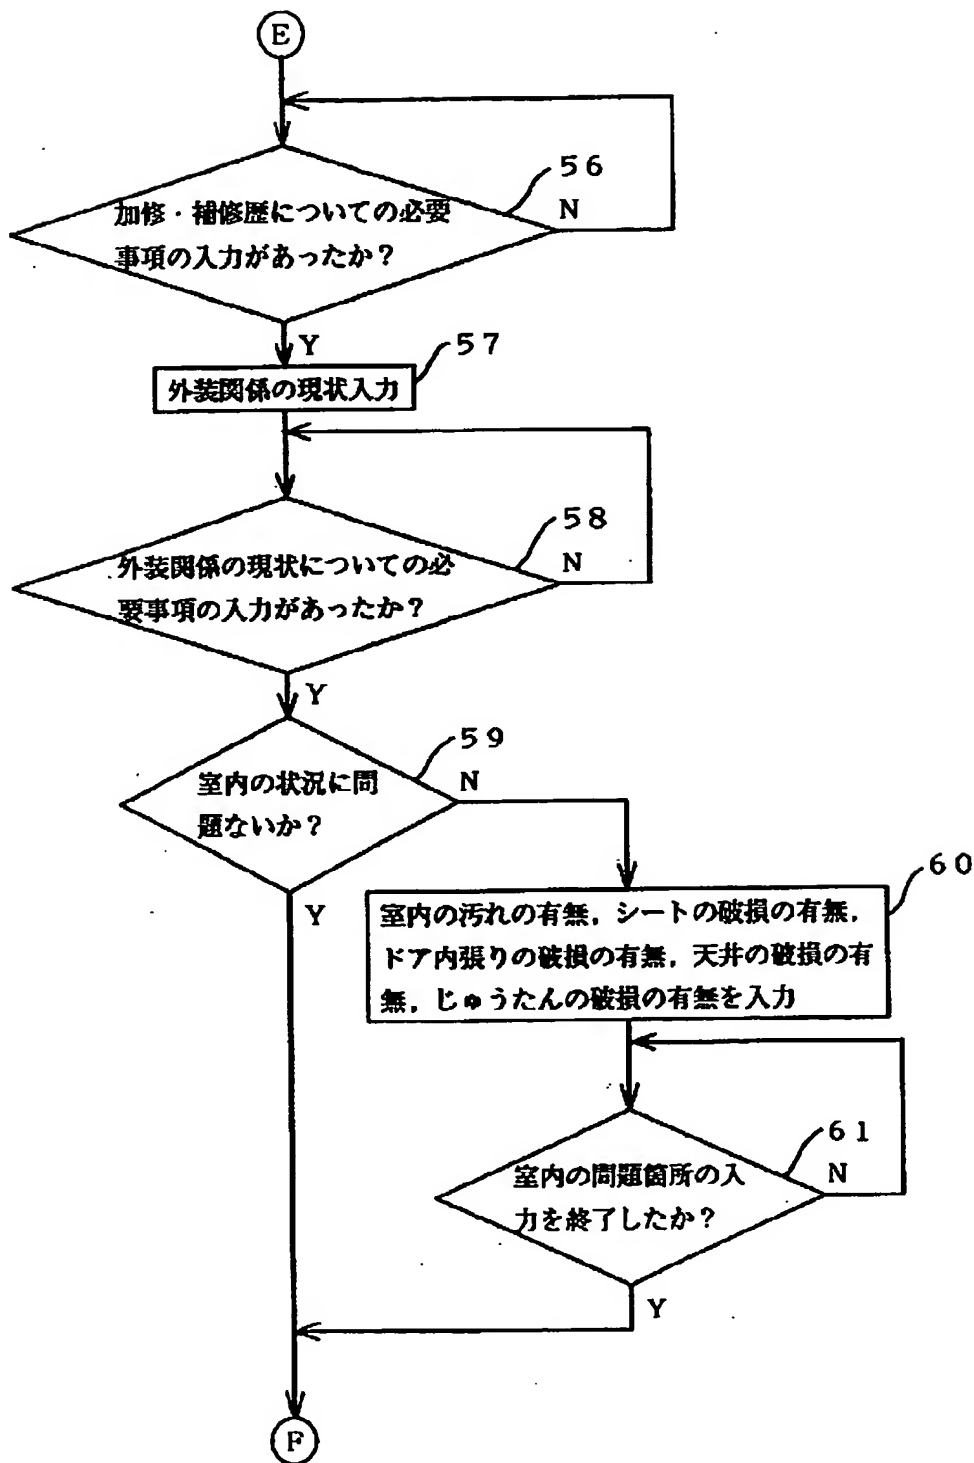 E
56
加修・補修歴についての必要
N
事項の入力があったか?
Y
57
外装関係の現状入力
58
外装関係の現状についての必
N
要事項の入力があったか?
Y
59
室内の状況に問
N
題ないか?
60
Y
室内の汚れの有無,シートの破損の有無,
ドア内張りの破損の有無,天井の破損の有
無,じゅうたんの破損の有無を入力
61
室内の問題箇所の入
N
力を終了したか?
Y
F